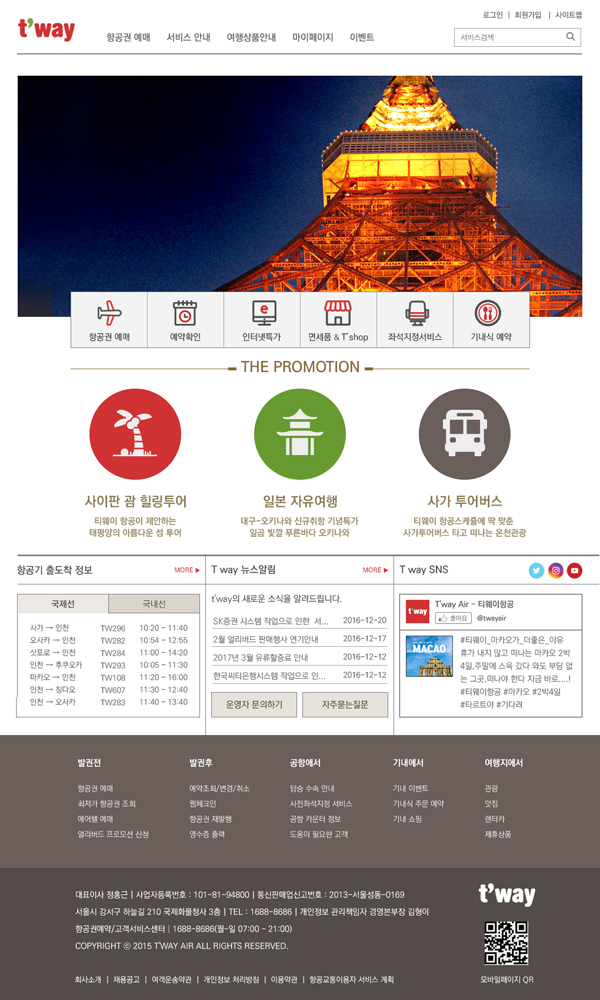 로그인 | 회원가입 | 사이트맵
t'way
항공권 예매 서비스 안내 여행상품안내 마이페이지 이벤트
서비스검색
항공권 예매
예약확인
인터넷특가
면세품 & T'shop
좌석지정서비스
기내식 예약
THE PROMOTION
사이판 괌 힐링투어
티웨이 항공이 제안하는
태평양의 아름다운 섬 투어
일본 자유여행
대구-오키나와 신규취항 기념특가
일곱 빛깔 푸른바다 오키나와
사가 투어버스
티웨이 항공스케쥴에 딱 맞춘
사가투어버스 타고 떠나는 온천관광
항공기 출도착 정보
MORE ▶
국제선 국내선
사가 → 인천 TW296 10:20 ~ 11:40
오사카 → 인천 TW282 10:54 ~ 12:55
삿포로 → 인천 TW284 11:00 ~ 14:20
인천 → 후쿠오카 TW293 10:05 ~ 11:30
마카오 → 인천 TW108 11:20 ~ 16:00
인천 → 칭다오 TW607 11:30 ~ 12:40
인천 → 오사카 TW283 11:40 ~ 13:40
T way 뉴스알림
MORE ▶
t'way의 새로운 소식을 알려드립니다.
SK증권 시스템 작업으로 인한 서... 2016-12-20
2월 얼리버드 판매행사 연기안내 2016-12-17
2017년 3월 유류할증료 안내 2016-12-12
한국씨티은행시스템 작업으로 인... 2016-12-12
운영자 문의하기
자주묻는질문
T way SNS
t'way
T'way Air - 티웨이항공
좋아요 @twayair
MACAO
#티웨이_마카오가_더좋은_이유
휴가 내지 않고 떠나는 마카오 2박
4일,주말에 스윽 갔다 와도 부담 없
는 그곳,떠나야 한다 지금 바로....!
#티웨이항공 #마카오 #2박4일
#타르트야 #기다려
발권전
항공권 예매
최저가 항공권 조회
에어텔 예매
얼리버드 프로모션 신청
발권후
예약조회/변경/취소
웹체크인
항공권 재발행
영수증 출력
공항에서
탑승 수속 안내
사전좌석지정 서비스
공항 카운터 정보
도움이 필요한 고객
기내에서
기내 이벤트
기내식 주문 예약
기내 쇼핑
여행지에서
관광
맛집
렌터카
제휴상품
대표이사 정홍근 | 사업자등록번호 : 101-81-94800 | 통신판매업신고번호 : 2013-서울성동-0169
서울시 강서구 하늘길 210 국제화물청사 3층 | TEL : 1688-8686 | 개인정보 관리책임자 경영본부장 김형이
항공권예약/고객서비스센터 | 1688-8686(월~일 07:00 ~ 21:00)
COPYRIGHT ⓒ 2015 T'WAY AIR ALL RIGHTS RESERVED.
t'way
회사소개 | 채용공고 | 여객운송약관 | 개인정보 처리방침 | 이용약관 | 항공교통이용자 서비스 계획
모바일페이지 QR